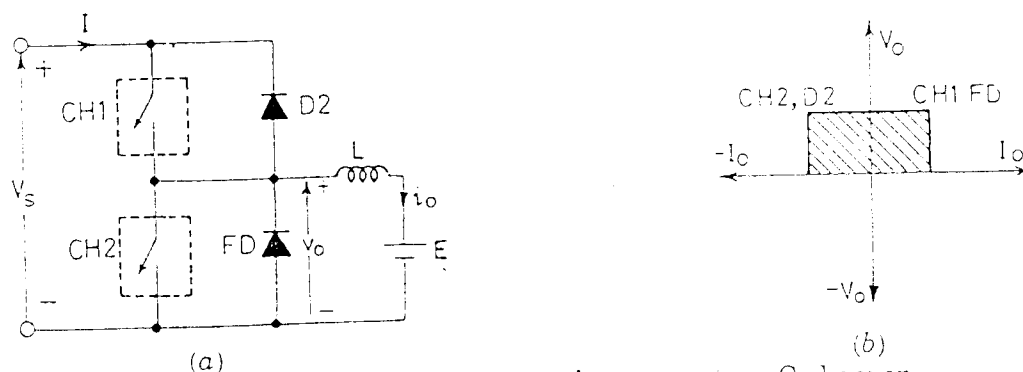 I
+
CH1
D2
L
Vs
+
io
CH2
FD
vo
E
−
−
(a)
Vo
CH2, D2
CH1 FD
-Io
Io
-Vo
(b)